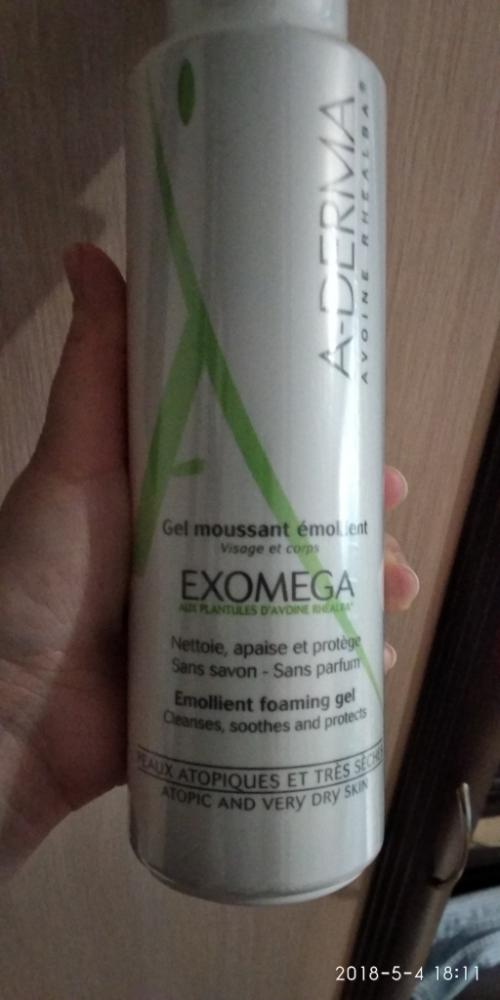 A-DERMA
AVOINE RHEALBA®
Gel moussant émollient
Visage et corps
EXOMEGA
AUX PLANTULES D'AVOINE RHEALBA®
Nettoie, apaise et protège
Sans savon - Sans parfum
Emollient foaming gel
Cleanses, soothes and protects
PEAUX ATOPIQUES ET TRÈS SÈCHES
ATOPIC AND VERY DRY SKIN
2018-5-4 18:11